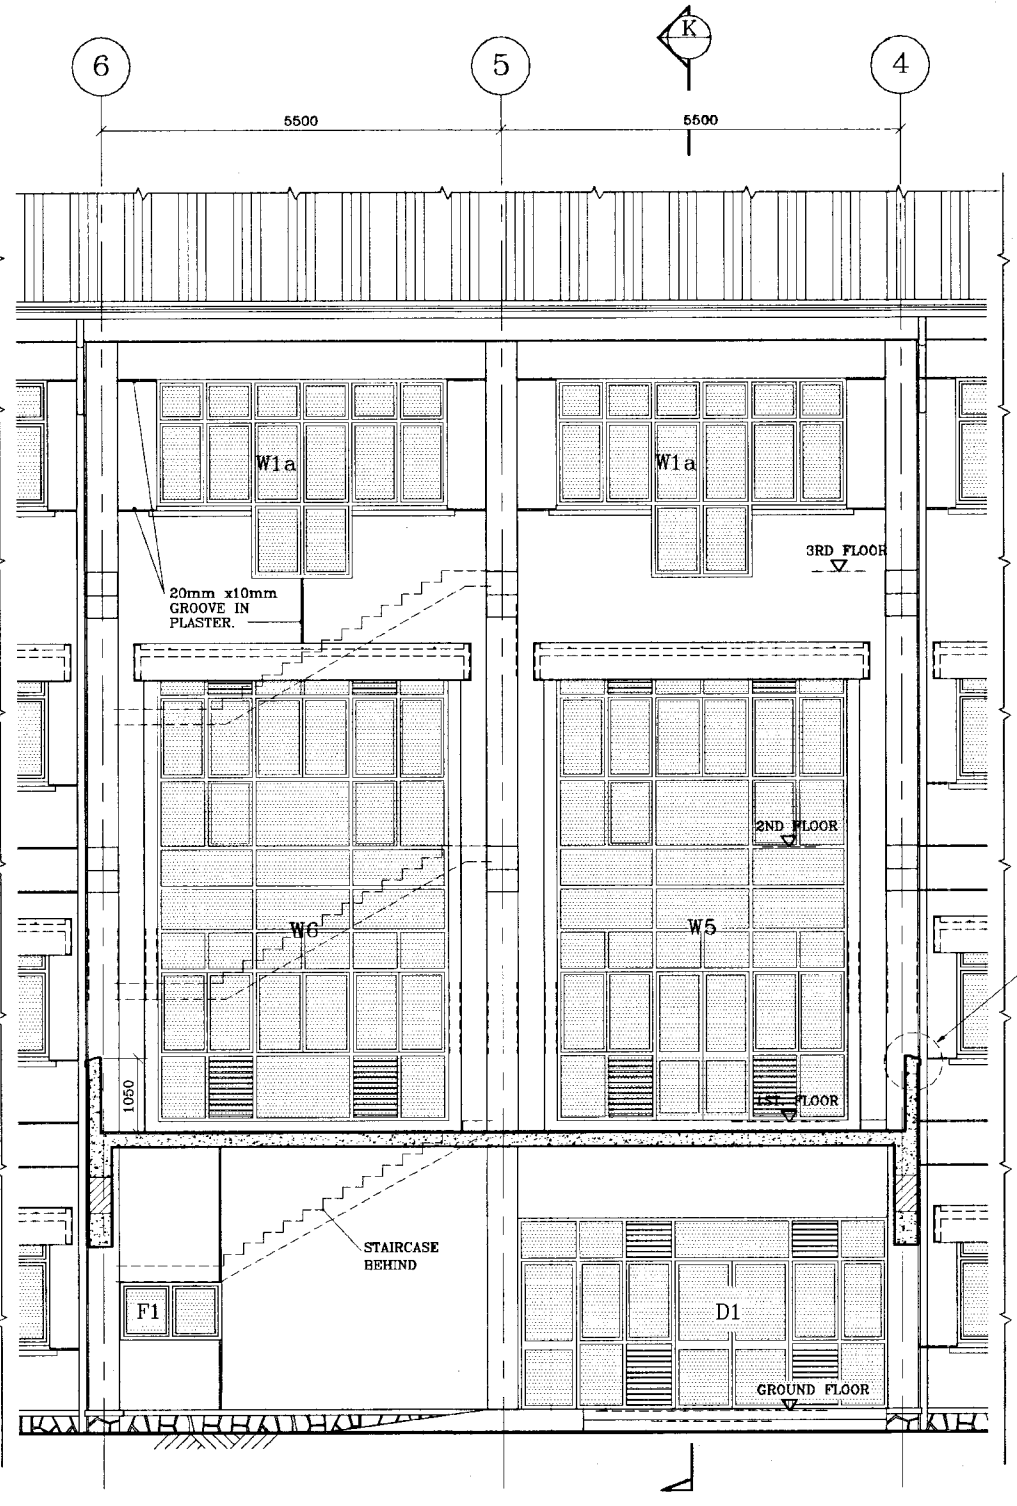 K
6
5
4
5500
5500
W1a
W1a
3RD FLOOR
20mm x10mm
GROOVE IN
PLASTER.
2ND FLOOR
W6
W5
1050
1ST. FLOOR
STAIRCASE
BEHIND
F1
D1
GROUND FLOOR